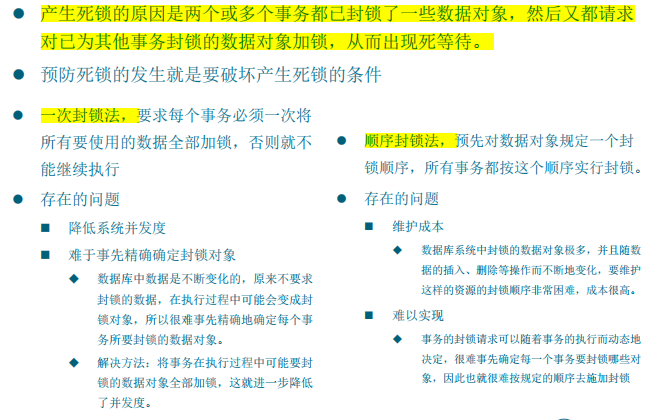 产生死锁的原因是两个或多个事务都已封锁了一些数据对象，然后又都请求
对已为其他事务封锁的数据对象加锁，从而出现死等待。
预防死锁的发生就是要破坏产生死锁的条件
一次封锁法，要求每个事务必须一次将
所有要使用的数据全部加锁，否则就不
能继续执行
存在的问题
降低系统并发度
难于事先精确确定封锁对象
数据库中数据是不断变化的，原来不要求
封锁的数据，在执行过程中可能会变成封
锁对象，所以很难事先精确地确定每个事
务所要封锁的数据对象。
解决方法：将事务在执行过程中可能要封
锁的数据对象全部加锁，这就进一步降低
了并发度。
顺序封锁法，预先对数据对象规定一个封
锁顺序，所有事务都按这个顺序实行封锁。
存在的问题
维护成本
数据库系统中封锁的数据对象极多，并且随数
据的插入、删除等操作而不断地变化，要维护
这样的资源的封锁顺序非常困难，成本很高。
难以实现
事务的封锁请求可以随着事务的执行而动态地
决定，很难事先确定每一个事务要封锁哪些对
象，因此也就很难按规定的顺序去施加封锁